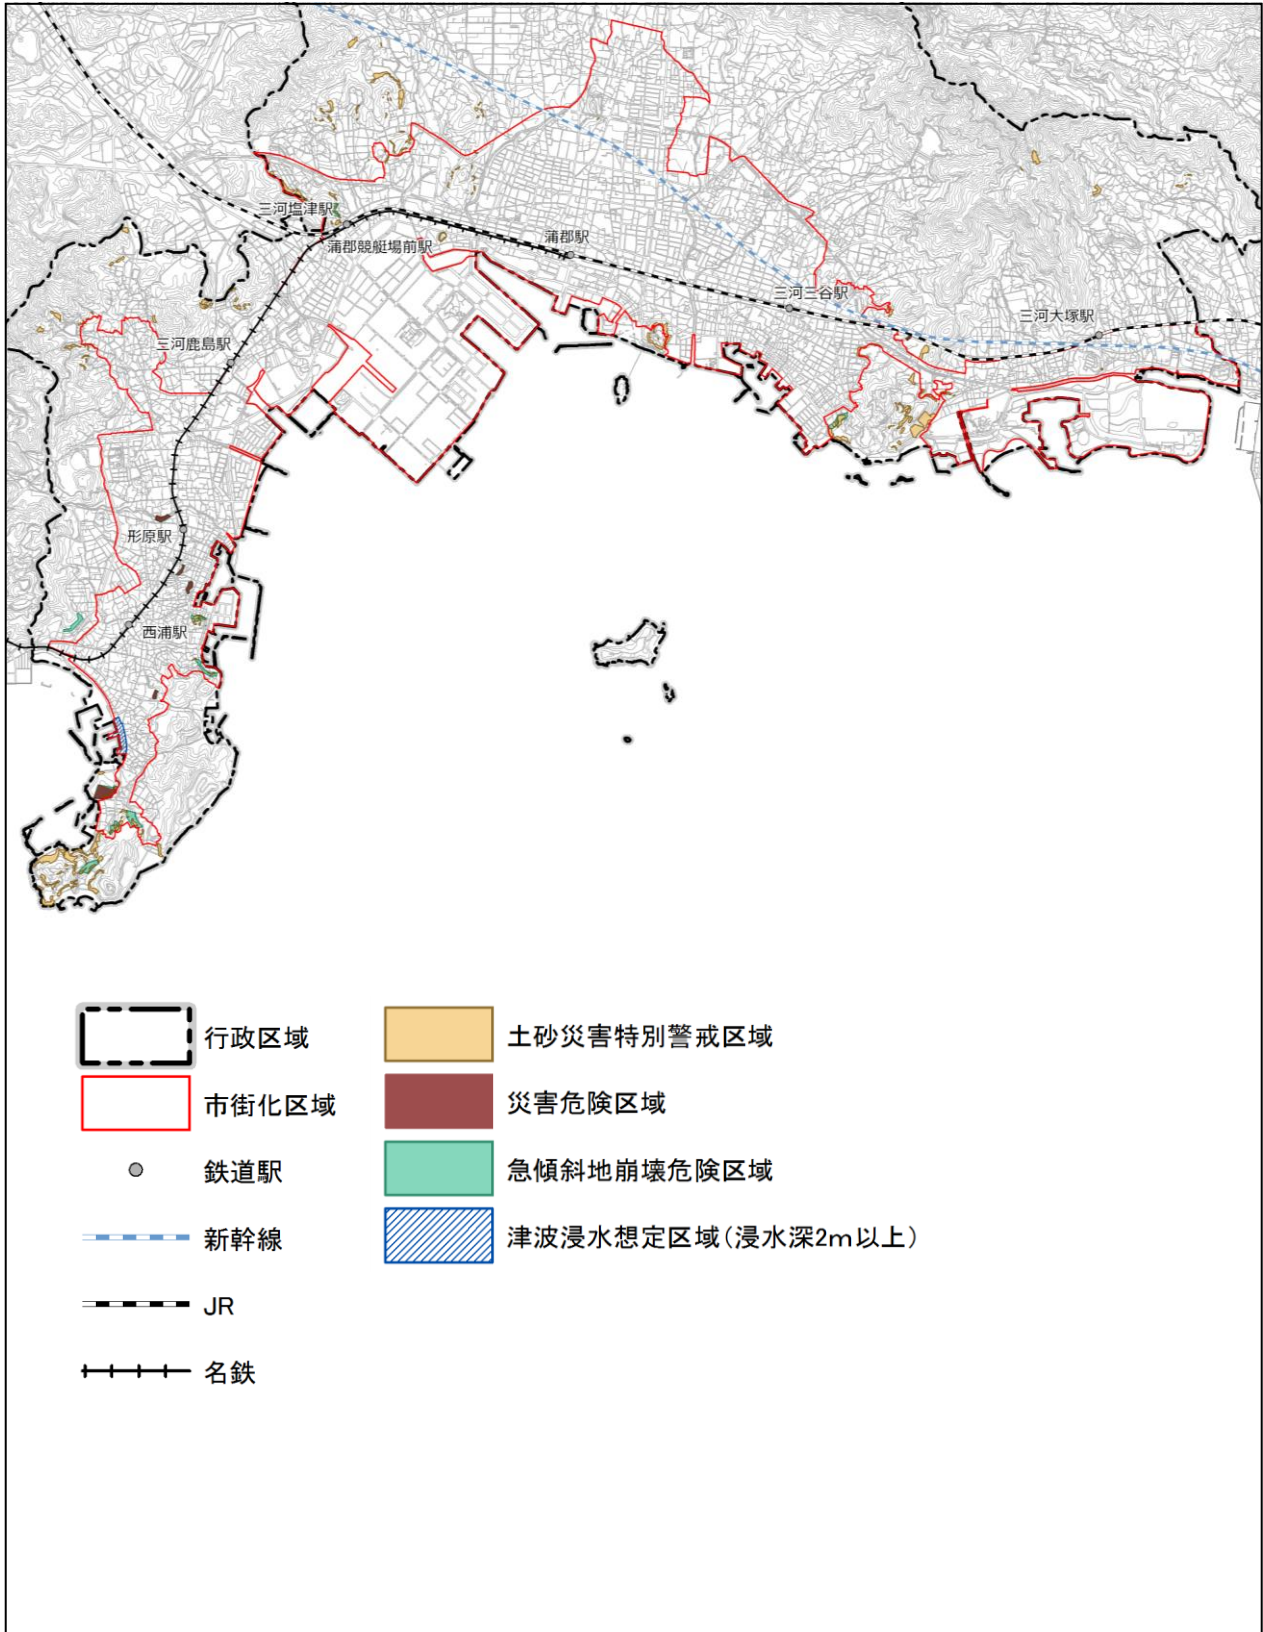 三河塩津駅
蒲郡競艇場前駅
蒲郡駅
三河三谷駅
三河大塚駅
三河鹿島駅
形原駅
西浦駅
行政区域
市街化区域
鉄道駅
新幹線
JR
名鉄
土砂災害特別警戒区域
災害危険区域
急傾斜地崩壊危険区域
津波浸水想定区域(浸水深2m以上)